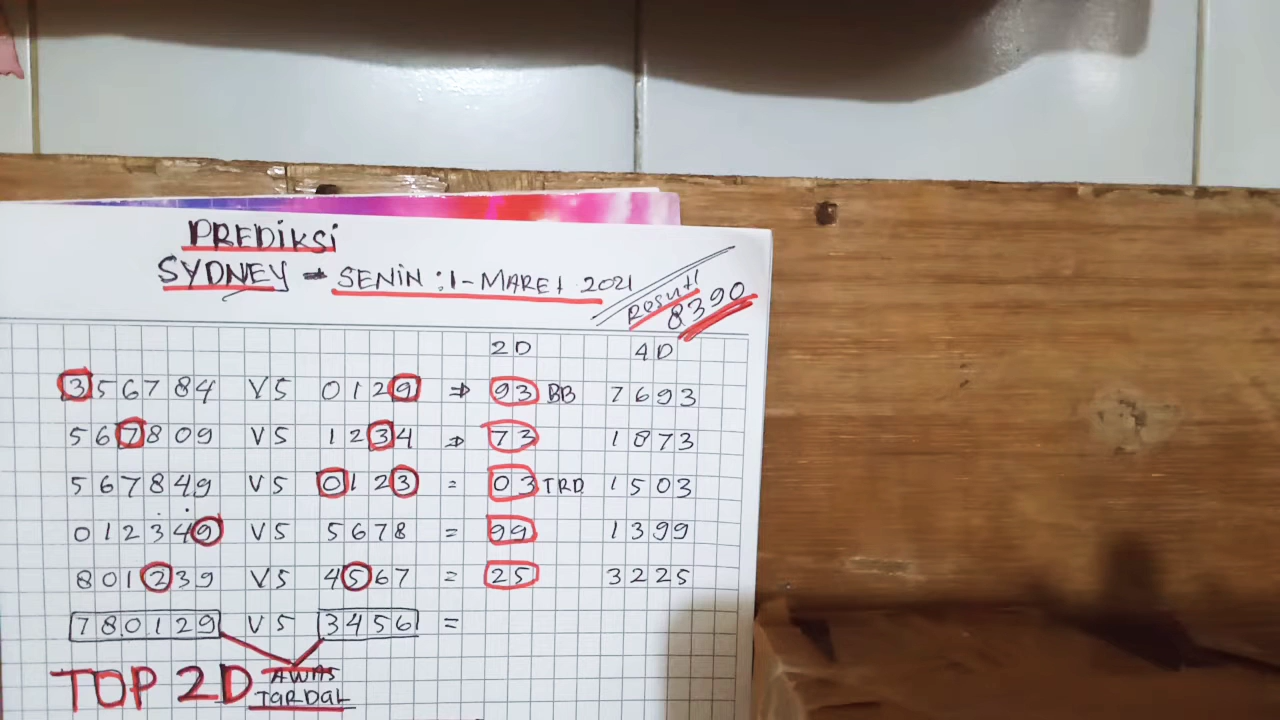 PREDIKSI
SYDNEY - SENIN : 1 - MARET 2021
Result
8390
2D 4D
356784 VS 0129 ⇒ 93 BB 7693
567809 VS 1234 ⇒ 73 1873
567849 VS 0123 = 03 TRD 1503
012349 VS 5678 = 99 1399
801239 VS 4567 = 25 3225
780129 VS 3456 =
TOP 2D AWAS
TARDAL